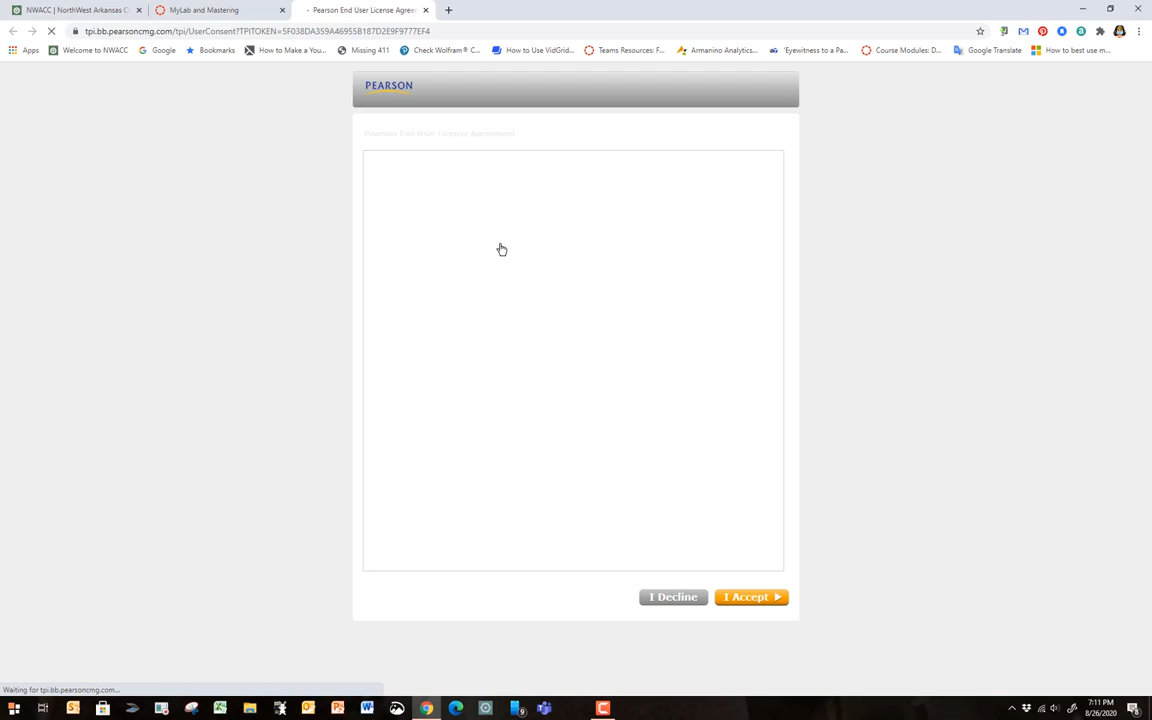 NWACC | NorthWest Arkansas C
MyLab and Mastering
Pearson End User License Agree
tpi.bb.pearsoncmg.com/tpi/UserConsent?TPITOKEN=5F038DA359A46955B187D2E9F9777EF4
Apps
Welcome to NWACC
Google
Bookmarks
How to Make a You...
Missing 411
Check Wolfram® C...
How to Use VidGrid...
Teams Resources: F...
Armanino Analytics...
'Eyewitness to a Pa...
Course Modules: D...
Google Translate
How to best use m...
PEARSON
Pearson End User License Agreement
I Decline
I Accept
Waiting for tpi.bb.pearsoncmg.com...
7:11 PM
8/26/2020